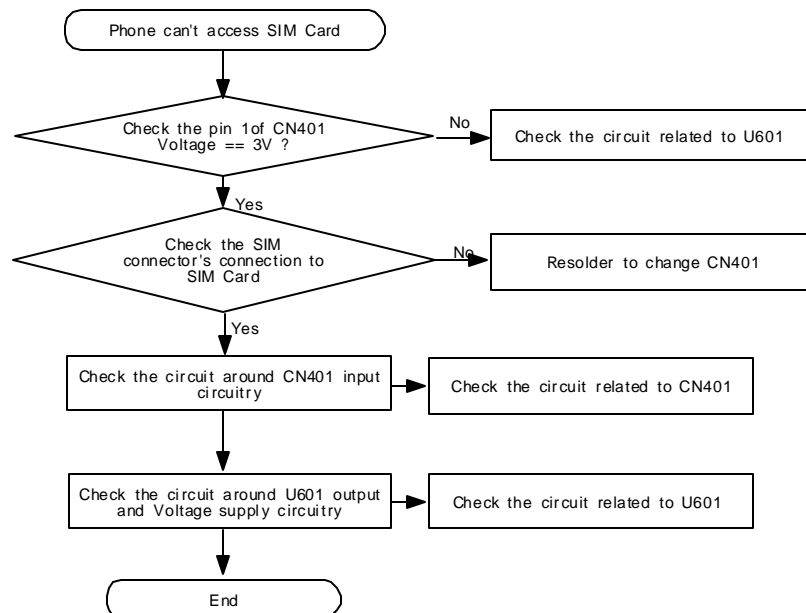 Phone can't access SIM Card
Check the pin 1of CN401
Voltage == 3V ?
No
Check the circuit related to U601
Yes
Check the SIM
connector's connection to
SIM Card
No
Resolder to change CN401
Yes
Check the circuit around CN401 input
circuitry
Check the circuit related to CN401
Check the circuit around U601 output
and Voltage supply circuitry
Check the circuit related to U601
End